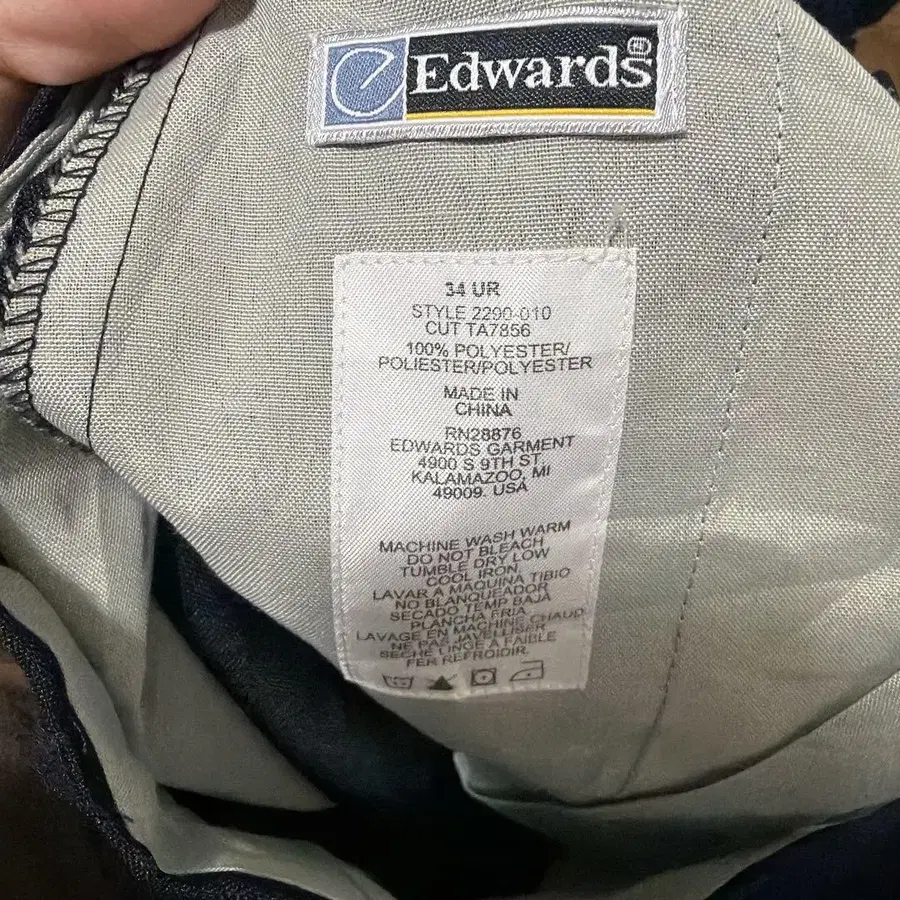 Edwards®
34 UR
STYLE 2290-010
CUT TA7856
100% POLYESTER/
POLIESTER/POLYESTER
MADE IN
CHINA
RN28876
EDWARDS GARMENT
4900 S 9TH ST.
KALAMAZOO, MI
49009. USA
MACHINE WASH WARM
DO NOT BLEACH
TUMBLE DRY LOW
COOL IRON.
LAVAR A MAQUINA TIBIO
NO BLANQUEADOR
SECADO TEMP BAJA
PLANCHA FRIA.
LAVAGE EN MACHINE CHAUD
NE PAS JAVELLISER
SECHE LINGE A FAIBLE
FER REFROIDIR.